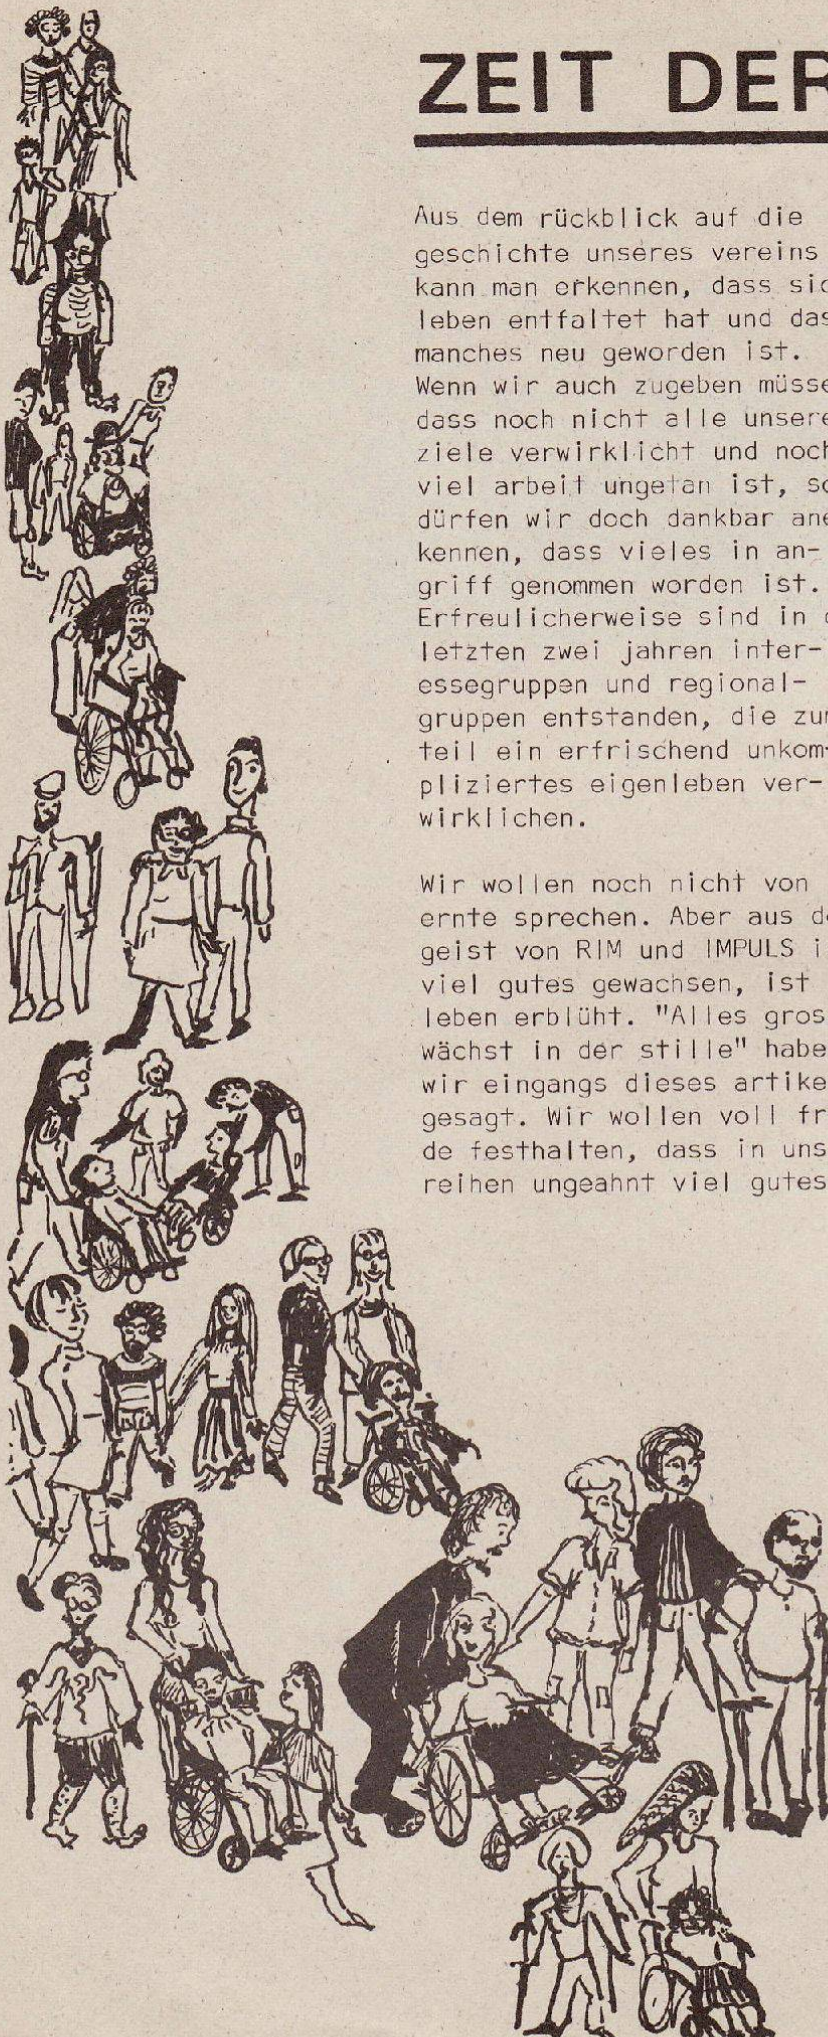 ZEIT DER
Aus dem rückblick auf die
geschichte unseres vereins
kann man erkennen, dass sic
leben entfaltet hat und das
manches neu geworden ist.
Wenn wir auch zugeben müsse
dass noch nicht alle unsere
ziele verwirklicht und noch
viel arbeit ungetan ist, so
dürfen wir doch dankbar ane
kennen, dass vieles in an-
griff genommen worden ist.
Erfreulicherweise sind in d
letzten zwei jahren inter-
essegruppen und regional-
gruppen entstanden, die zum
teil ein erfrischend unkom-
pliziertes eigenleben ver-
wirklichen.
Wir wollen noch nicht von
ernte sprechen. Aber aus de
geist von RIM und IMPULS i
viel gutes gewachsen, ist
leben erblüht. "Alles gros
wächst in der stille" habe
wir eingangs dieses artike
gesagt. Wir wollen voll fr
de festhalten, dass in uns
reihen ungeahnt viel gutes